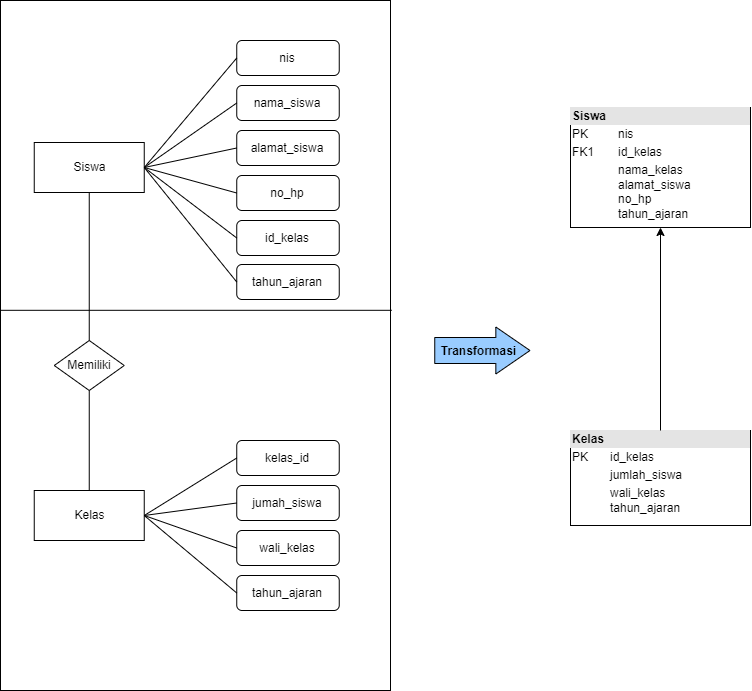 nis
nama_siswa
alamat_siswa
Siswa
no_hp
id_kelas
tahun_ajaran
Memiliki
kelas_id
jumah_siswa
Kelas
wali_kelas
tahun_ajaran
Transformasi
Siswa
PK nis
FK1 id_kelas
nama_kelas
alamat_siswa
no_hp
tahun_ajaran
Kelas
PK id_kelas
jumlah_siswa
wali_kelas
tahun_ajaran